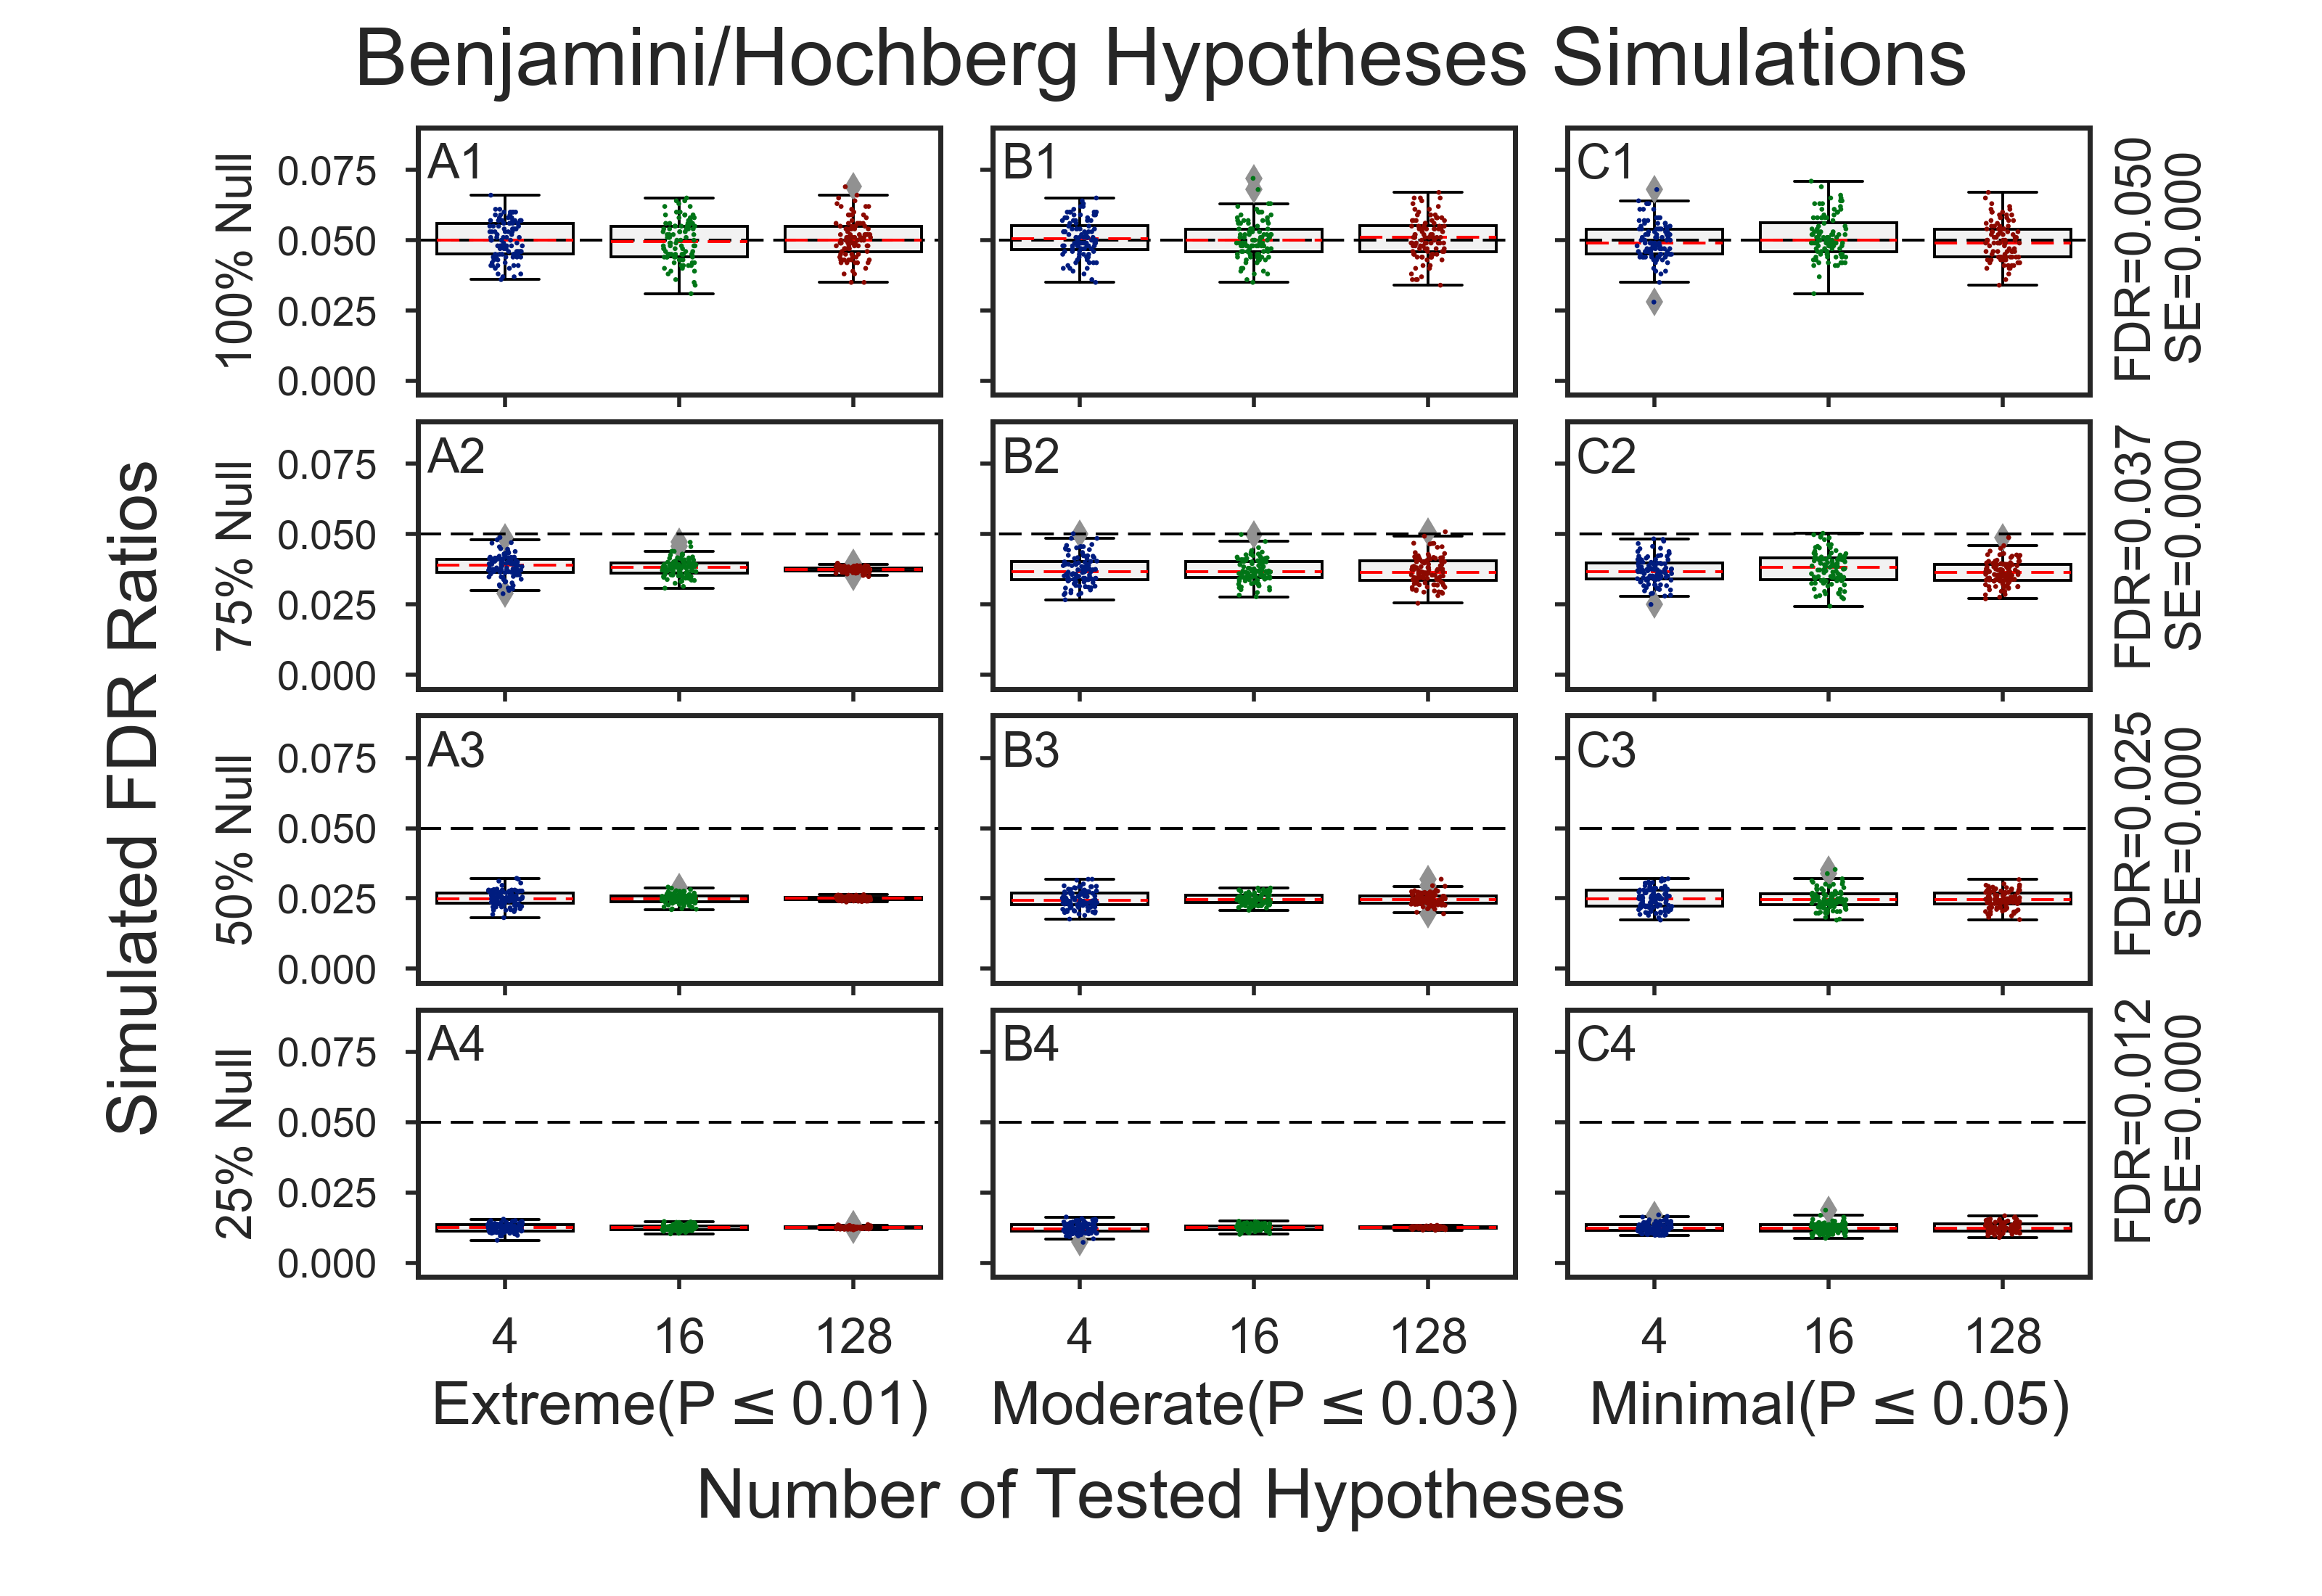 Benjamini/Hochberg Hypotheses Simulations
Simulated FDR Ratios
100% Null
0.075
0.050
0.025
0.000
A1
B1
C1
FDR=0.050
SE=0.000
75% Null
0.075
0.050
0.025
0.000
A2
B2
C2
FDR=0.037
SE=0.000
50% Null
0.075
0.050
0.025
0.000
A3
B3
C3
FDR=0.025
SE=0.000
25% Null
0.075
0.050
0.025
0.000
A4
B4
C4
FDR=0.012
SE=0.000
4 16 128 4 16 128 4 16 128
Extreme(P ≤ 0.01) Moderate(P ≤ 0.03) Minimal(P ≤ 0.05)
Number of Tested Hypotheses